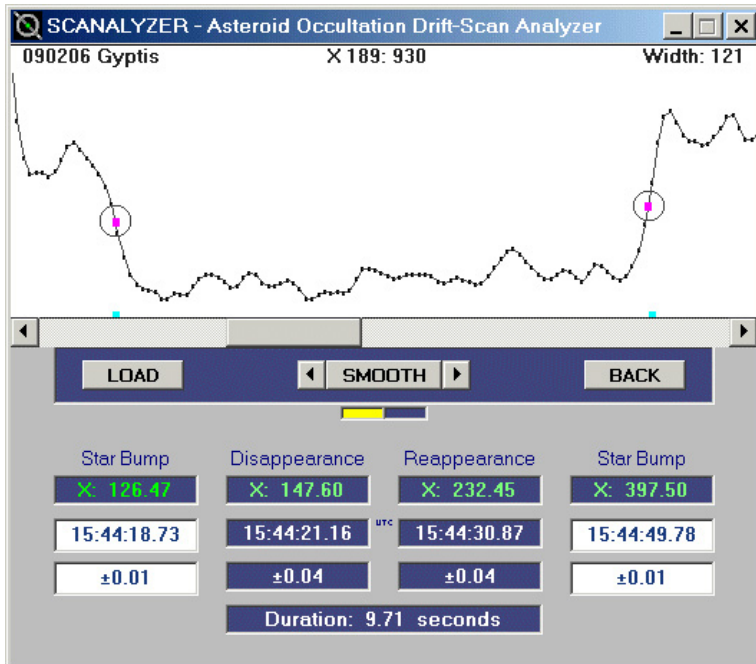 SCANALYZER - Asteroid Occultation Drift-Scan Analyzer
090206 Gyptis X 189: 930 Width: 121
LOAD SMOOTH BACK
Star Bump Disappearance Reappearance Star Bump
X: 126.47 X: 147.60 X: 232.45 X: 397.50
15:44:18.73 15:44:21.16 UTC 15:44:30.87 15:44:49.78
±0.01 ±0.04 ±0.04 ±0.01
Duration: 9.71 seconds